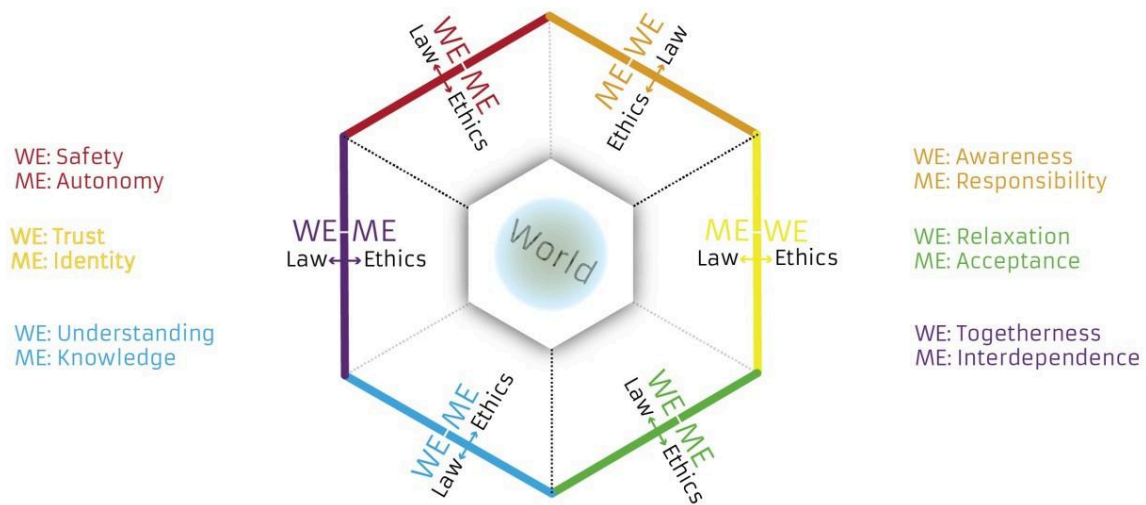 WE ME
Law Ethics
ME WE
Ethics Law
WE: Safety
ME: Autonomy
WE: Awareness
ME: Responsibility
WE: Trust
ME: Identity
WE ME
Law Ethics
World
ME WE
Law Ethics
WE: Relaxation
ME: Acceptance
WE: Understanding
ME: Knowledge
WE: Togetherness
ME: Interdependence
WE ME
Law Ethics
WE ME
Law Ethics